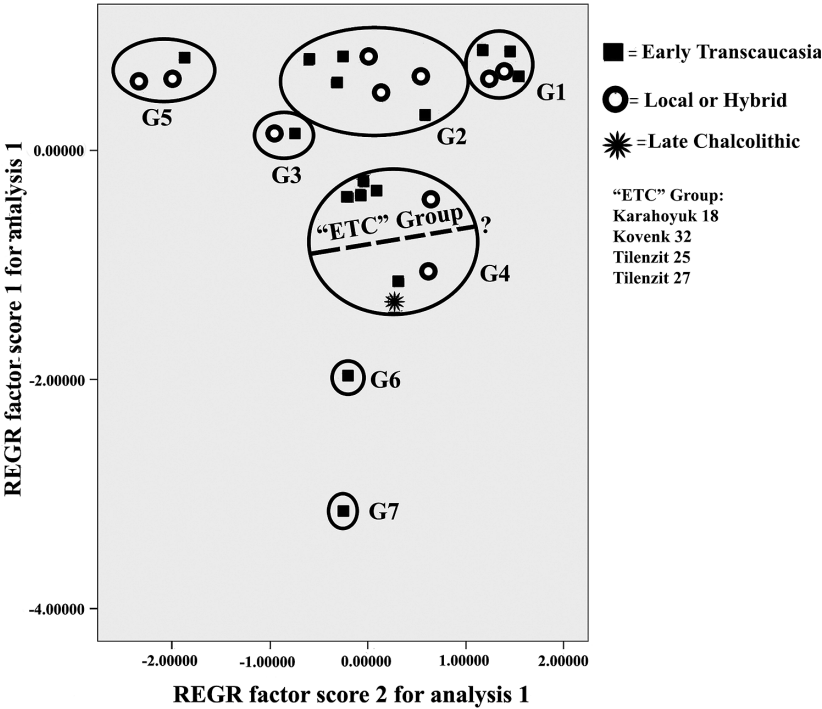 ■ = Early Transcaucasia
= Local or Hybrid
=Late Chalcolithic
“ETC” Group:
Karahoyuk 18
Kovenk 32
Tilenzit 25
Tilenzit 27
G5
G1
G2
G3
“ETC” Group
?
G4
G6
G7
REGR factor score 1 for analysis 1
0.00000
-2.00000
-4.00000
-2.00000 -1.00000 0.00000 1.00000 2.00000
REGR factor score 2 for analysis 1